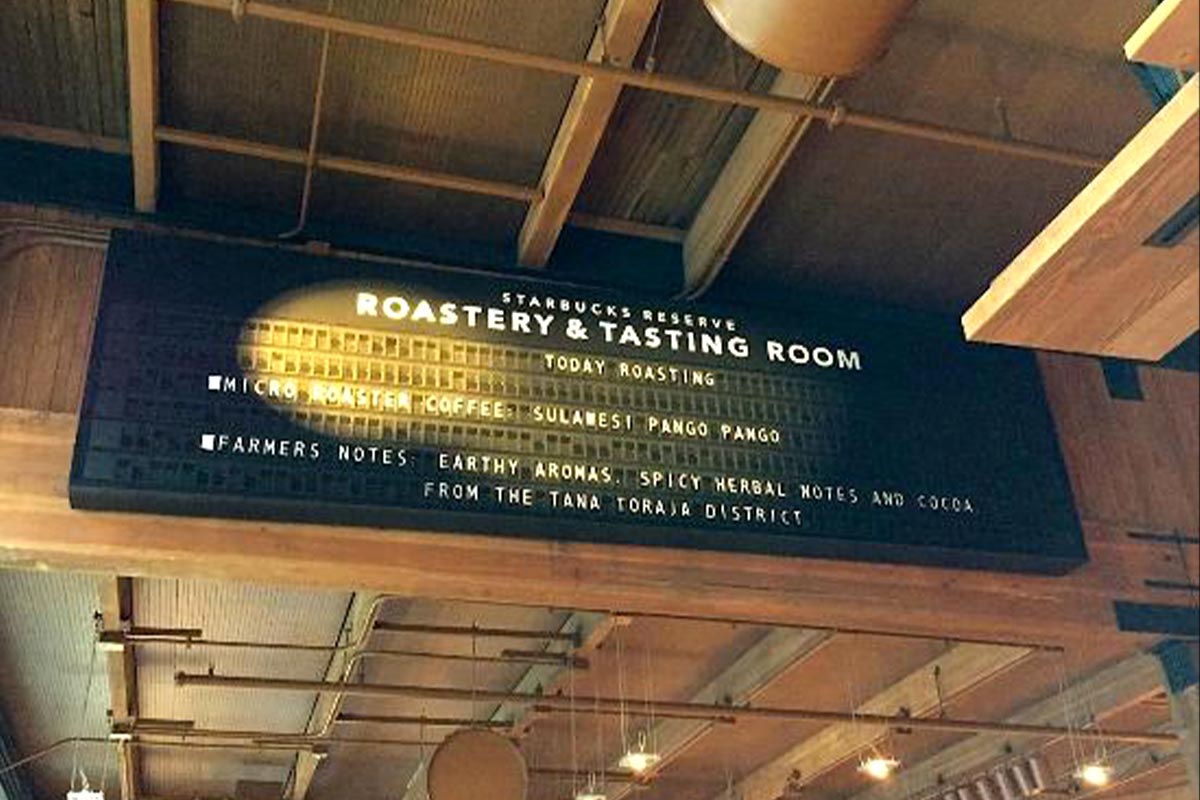 STARBUCKS RESERVE
ROASTERY & TASTING ROOM
TODAY ROASTING
■MICRO ROASTER COFFEE: SULAWESI PANGO PANGO
■FARMERS NOTES: EARTHY AROMAS, SPICY HERBAL NOTES AND COCOA
FROM THE TANA TORAJA DISTRICT